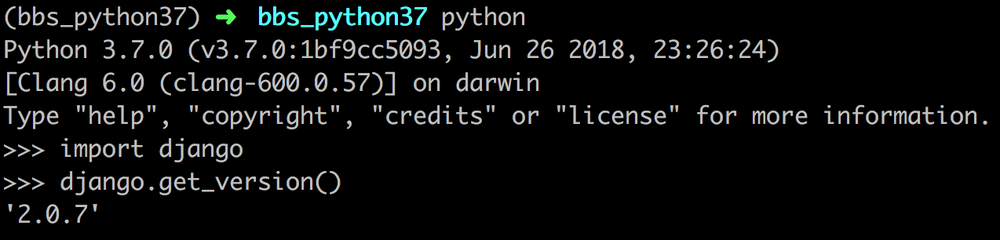 (bbs_python37) ➜  bbs_python37 python
Python 3.7.0 (v3.7.0:1bf9cc5093, Jun 26 2018, 23:26:24)
[Clang 6.0 (clang-600.0.57)] on darwin
Type "help", "copyright", "credits" or "license" for more information.
>>> import django
>>> django.get_version()
'2.0.7'